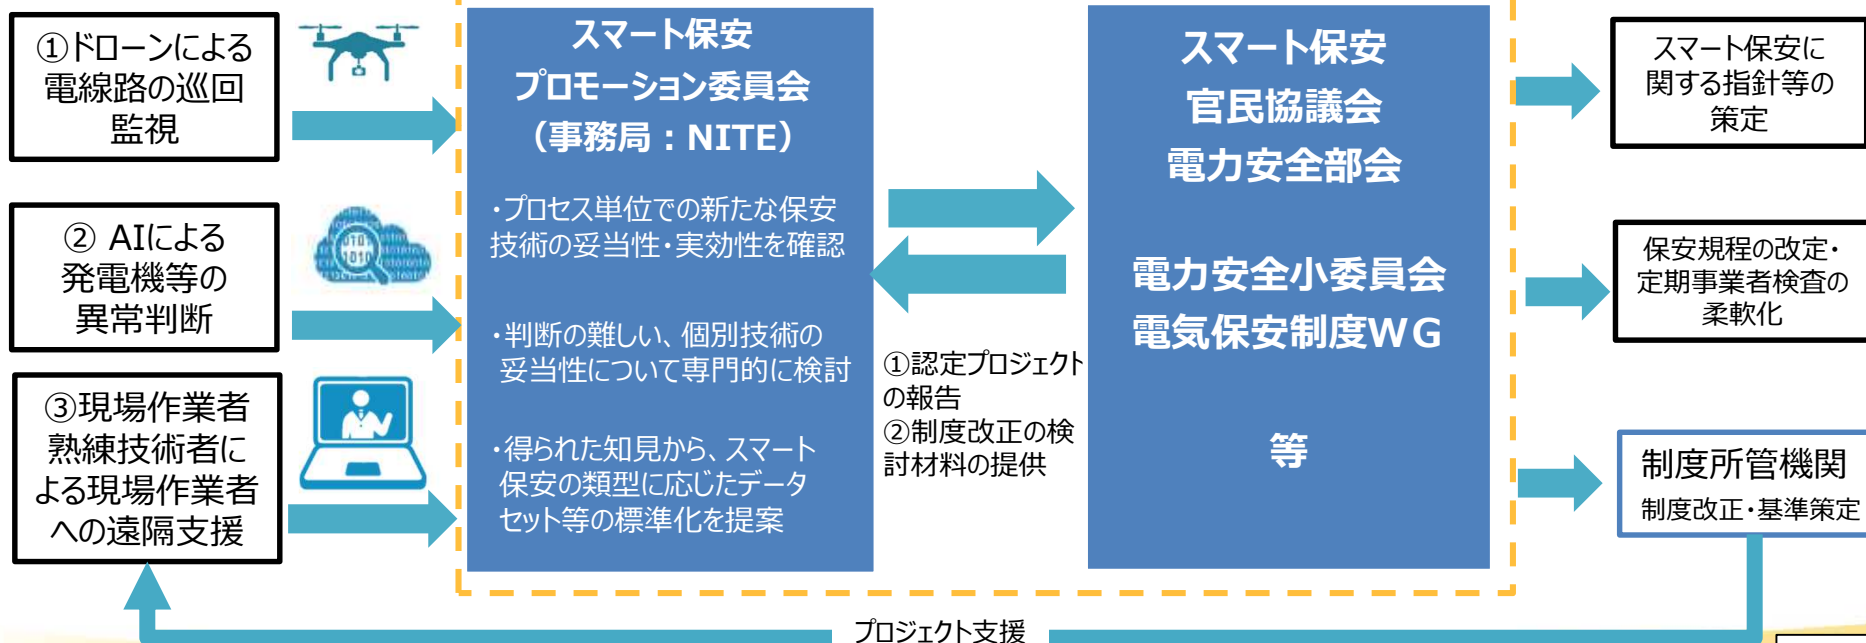 ①ドローンによる
電線路の巡回
監視
② AIによる
発電機等の
異常判断
③現場作業者
熟練技術者に
よる現場作業者
への遠隔支援
スマート保安
プロモーション委員会
（事務局：NITE）
・プロセス単位での新たな保安
技術の妥当性・実効性を確認
・判断の難しい、個別技術の
妥当性について専門的に検討
・得られた知見から、スマート
保安の類型に応じたデータ
セット等の標準化を提案
①認定プロジェクト
の報告
②制度改正の検
討材料の提供
スマート保安
官民協議会
電力安全部会
電力安全小委員会
電気保安制度WG
等
スマート保安に
関する指針等の
策定
保安規程の改定・
定期事業者検査の
柔軟化
制度所管機関
制度改正・基準策定
プロジェクト支援